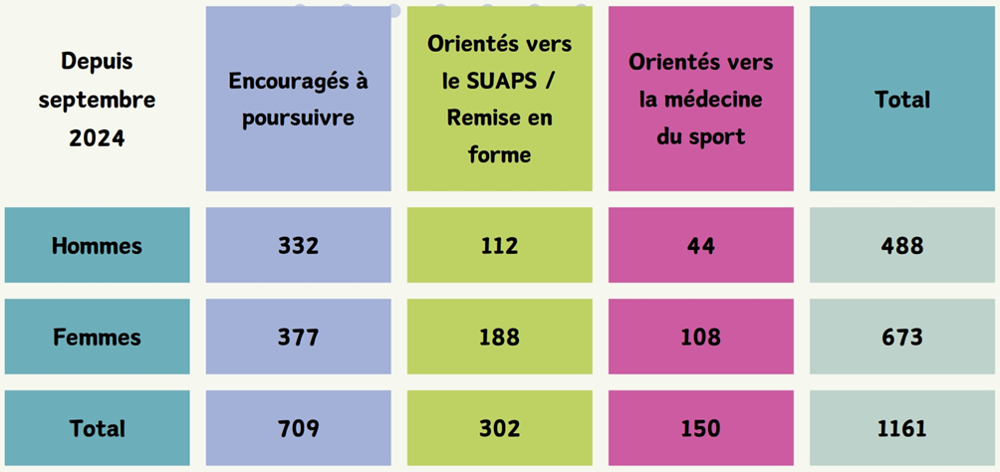 Depuis
septembre
2024
Encouragés à
poursuivre
Orientés vers
le SUAPS /
Remise en
forme
Orientés vers
la médecine
du sport
Total
Hommes
332
112
44
488
Femmes
377
188
108
673
Total
709
302
150
1161